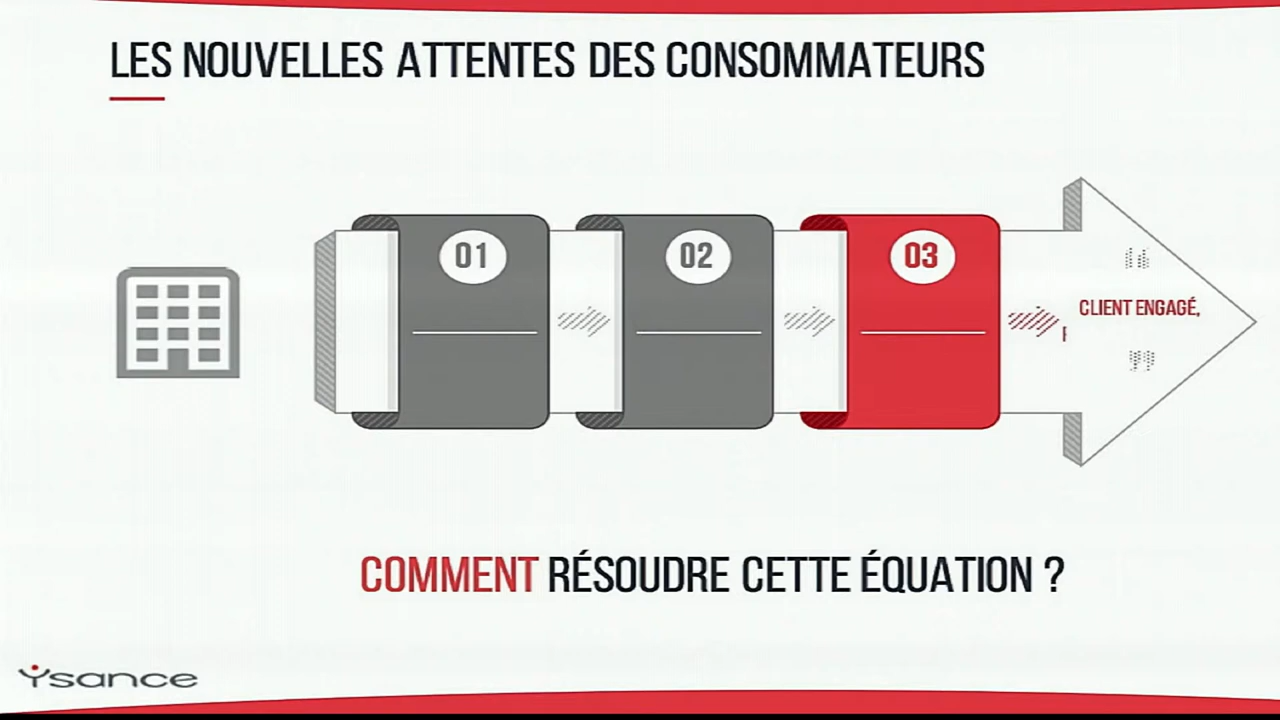 LES NOUVELLES ATTENTES DES CONSOMMATEURS
01
02
03
“
CLIENT ENGAGÉ,
”
COMMENT RÉSOUDRE CETTE ÉQUATION ?
Ysance